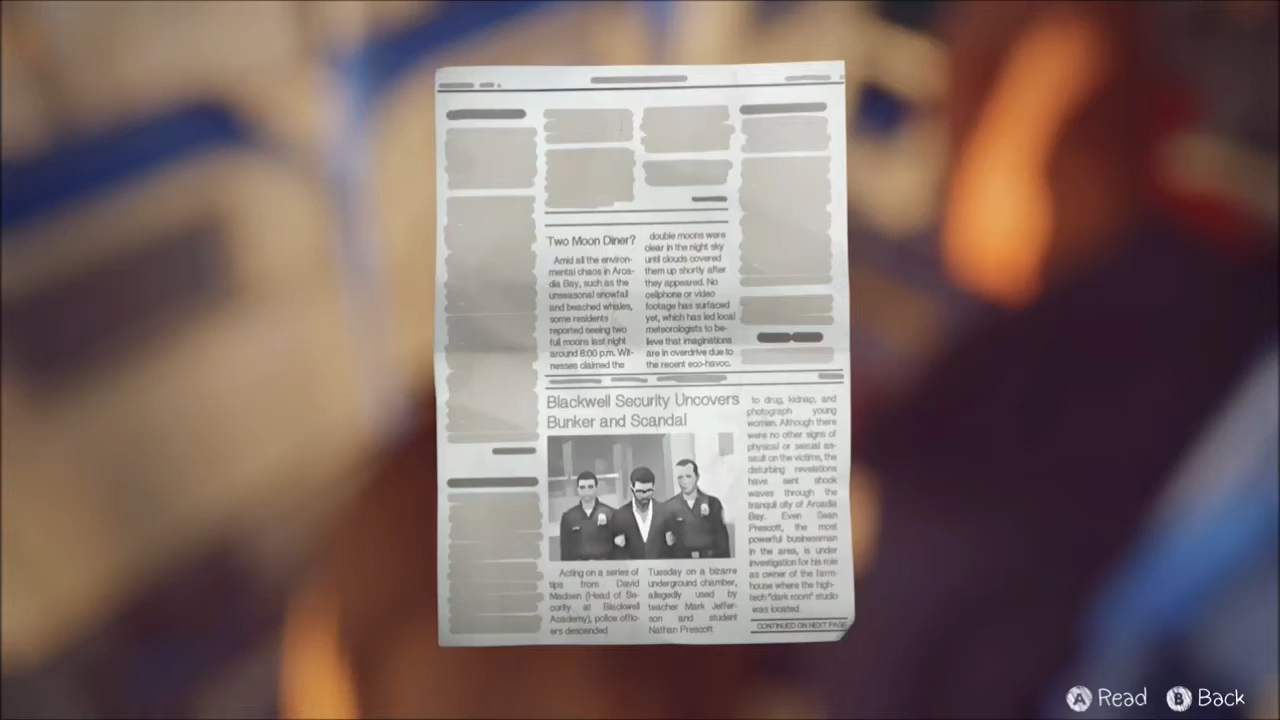 Two Moon Diner?
Amid all the environ-
mental chaos in Arca-
dia Bay, such as the
unseasonal snowfall
and beached whales,
some residents
reported seeing two
full moons last night
around 6:00 p.m. Wit-
nesses claimed the
double moons were
clear in the night sky
until clouds covered
them up shortly after
they appeared. No
cellphone or video
footage has surfaced
yet, which has led local
meteorologists to be-
lieve that imaginations
are in overdrive due to
the recent eco-havoc.
Blackwell Security Uncovers
Bunker and Scandal
Acting on a series of
tips from David
Madsen (Head of Se-
curity at Blackwell
Academy), police offic-
ers descended
Tuesday on a bizarre
underground chamber,
allegedly used by
teacher Mark Jeffer-
son and student
Nathan Prescott
to drug, kidnap, and
photograph young
women. Although there
were no other signs of
physical or sexual as-
sault on the victims, the
disturbing revelations
have sent shock
waves through the
tranquil city of Arcadia
Bay. Even Sean
Prescott, the most
powerful businessman
in the area, is under
investigation for his role
as owner of the farm-
house where the high-
tech "dark room" studio
was located.
CONTINUED ON NEXT PAGE
A Read B Back